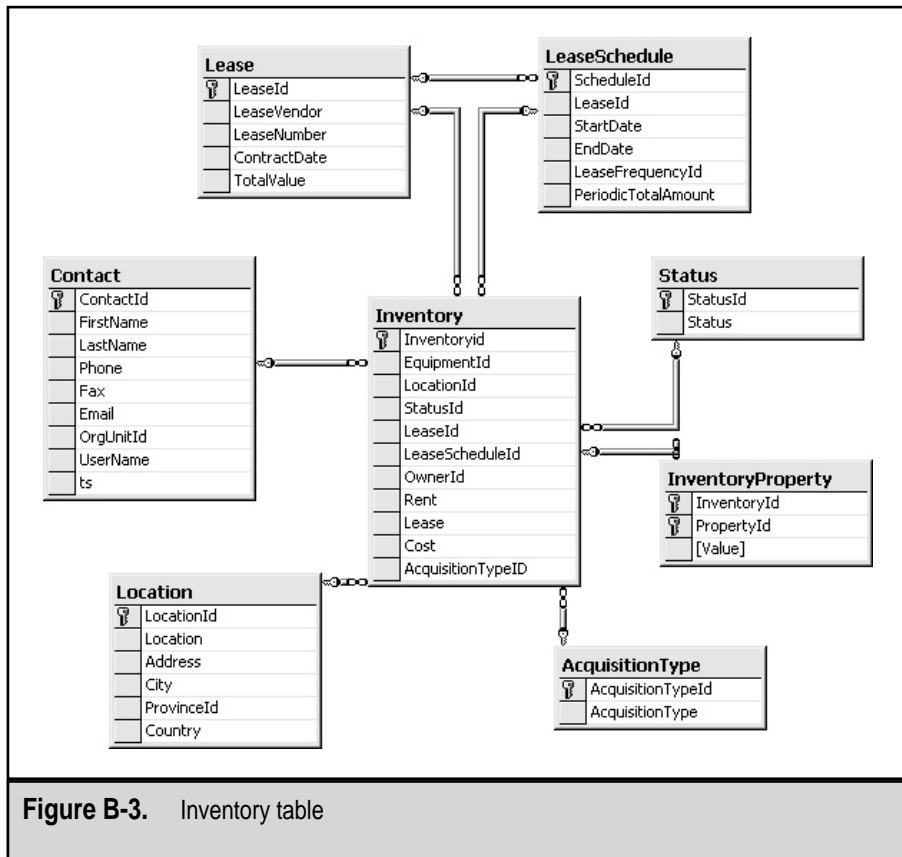 Lease
LeaseId
LeaseVendor
LeaseNumber
ContractDate
TotalValue
LeaseSchedule
ScheduleId
LeaseId
StartDate
EndDate
LeaseFrequencyId
PeriodicTotalAmount
Contact
ContactId
FirstName
LastName
Phone
Fax
Email
OrgUnitId
UserName
ts
Inventory
Inventoryid
EquipmentId
LocationId
StatusId
LeaseId
LeaseScheduleId
OwnerId
Rent
Lease
Cost
AcquisitionTypeID
Status
StatusId
Status
InventoryProperty
InventoryId
PropertyId
[Value]
Location
LocationId
Location
Address
City
ProvinceId
Country
AcquisitionType
AcquisitionTypeId
AcquisitionType
Figure B-3. Inventory table